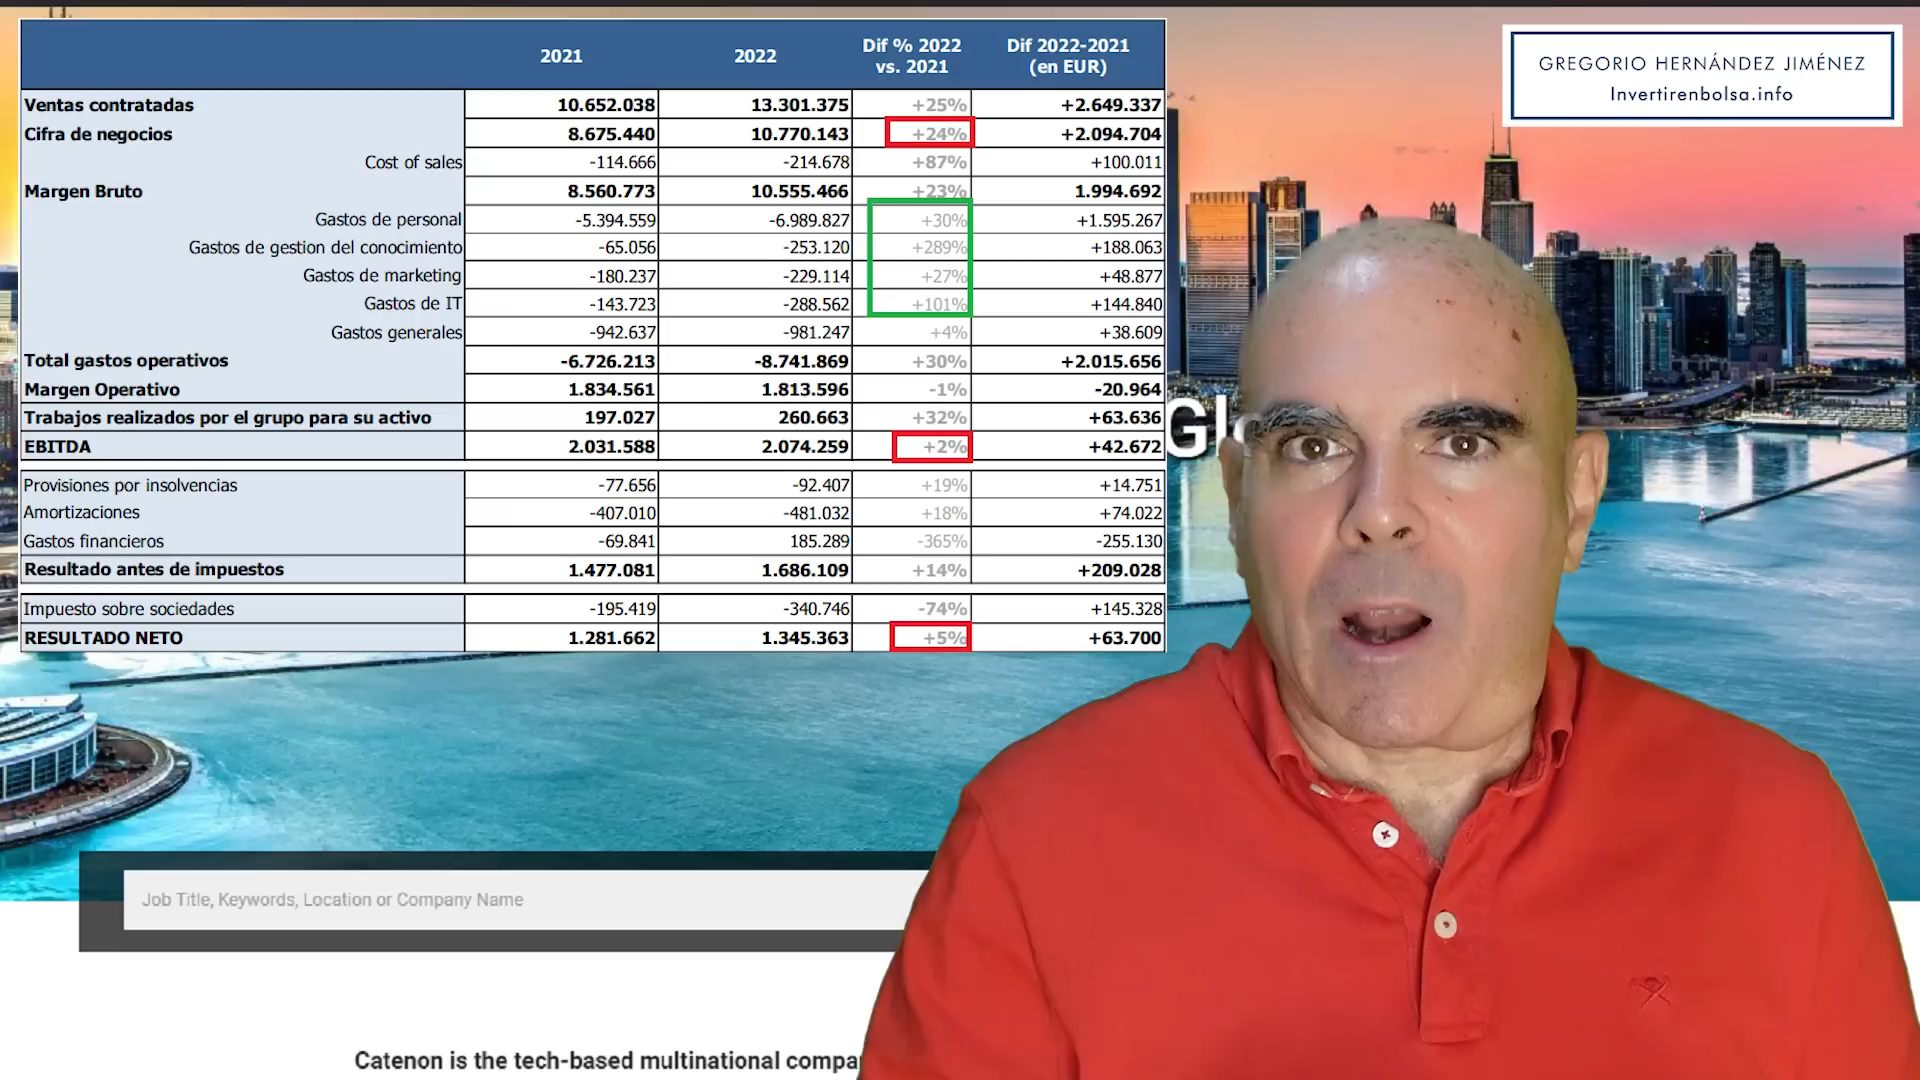 2021 2022 Dif % 2022 vs. 2021 Dif 2022-2021 (en EUR)
Ventas contratadas 10.652.038 13.301.375 +25% +2.649.337
Cifra de negocios 8.675.440 10.770.143 +24% +2.094.704
Cost of sales -114.666 -214.678 +87% +100.011
Margen Bruto 8.560.773 10.555.466 +23% 1.994.692
Gastos de personal -5.394.559 -6.989.827 +30% +1.595.267
Gastos de gestion del conocimiento -65.056 -253.120 +289% +188.063
Gastos de marketing -180.237 -229.114 +27% +48.877
Gastos de IT -143.723 -288.562 +101% +144.840
Gastos generales -942.637 -981.247 +4% +38.609
Total gastos operativos -6.726.213 -8.741.869 +30% +2.015.656
Margen Operativo 1.834.561 1.813.596 -1% -20.964
Trabajos realizados por el grupo para su activo 197.027 260.663 +32% +63.636
EBITDA 2.031.588 2.074.259 +2% +42.672
Provisiones por insolvencias -77.656 -92.407 +19% +14.751
Amortizaciones -407.010 -481.032 +18% +74.022
Gastos financieros -69.841 185.289 -365% -255.130
Resultado antes de impuestos 1.477.081 1.686.109 +14% +209.028
Impuesto sobre sociedades -195.419 -340.746 -74% +145.328
RESULTADO NETO 1.281.662 1.345.363 +5% +63.700
GREGORIO HERNÁNDEZ JIMÉNEZ
Invertirenbolsa.info
Job Title, Keywords, Location or Company Name
Catenon is the tech-based multinational